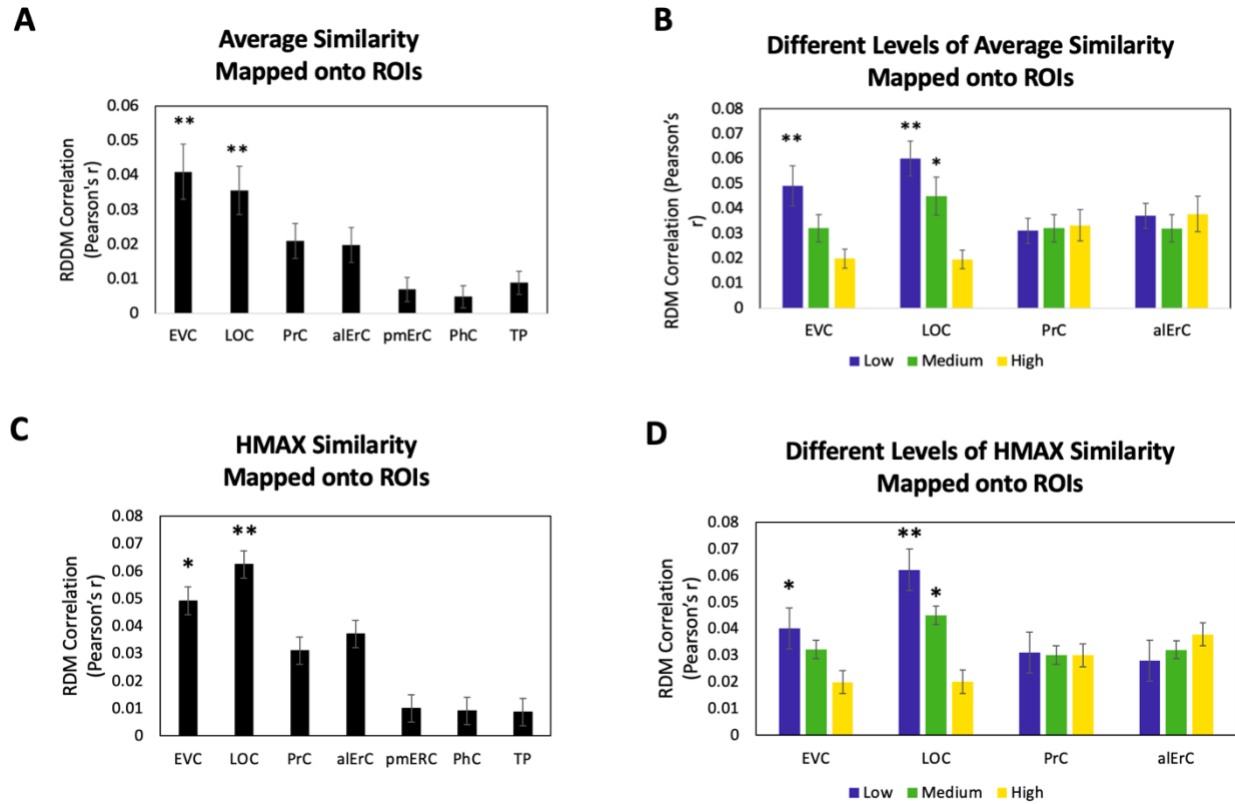 A
Average Similarity
Mapped onto ROIs
RDDM Correlation
(Pearson's r)
0.06
0.05
0.04
0.03
0.02
0.01
0
**
**
EVC LOC PrC alErC pmErC PhC TP
B
Different Levels of Average Similarity
Mapped onto ROIs
RDM Correlation (Pearson's
r)
0.08
0.07
0.06
0.05
0.04
0.03
0.02
0.01
0
**
**
*
EVC LOC PrC alErC
Low Medium High
C
HMAX Similarity
Mapped onto ROIs
RDM Correlation
(Pearson's r)
0.08
0.07
0.06
0.05
0.04
0.03
0.02
0.01
0
*
**
EVC LOC PrC alErC pmERC PhC TP
D
Different Levels of HMAX Similarity
Mapped onto ROIs
RDM Correlation
(Pearson’s r)
0.08
0.07
0.06
0.05
0.04
0.03
0.02
0.01
0
*
**
*
EVC LOC PrC alErC
Low Medium High